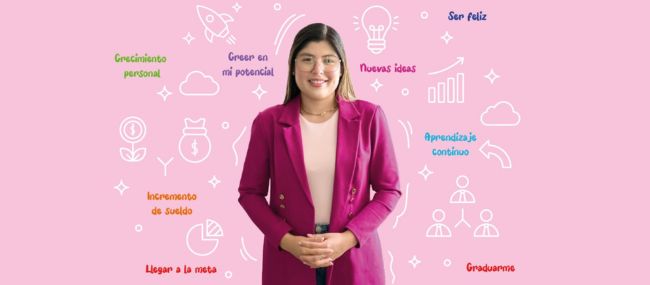 Ser feliz
Crecimiento
personal
Creer en
mi potencial
Nuevas ideas
Aprendizaje
continuo
Incremento
de sueldo
Llegar a la meta
Graduarme
$
$